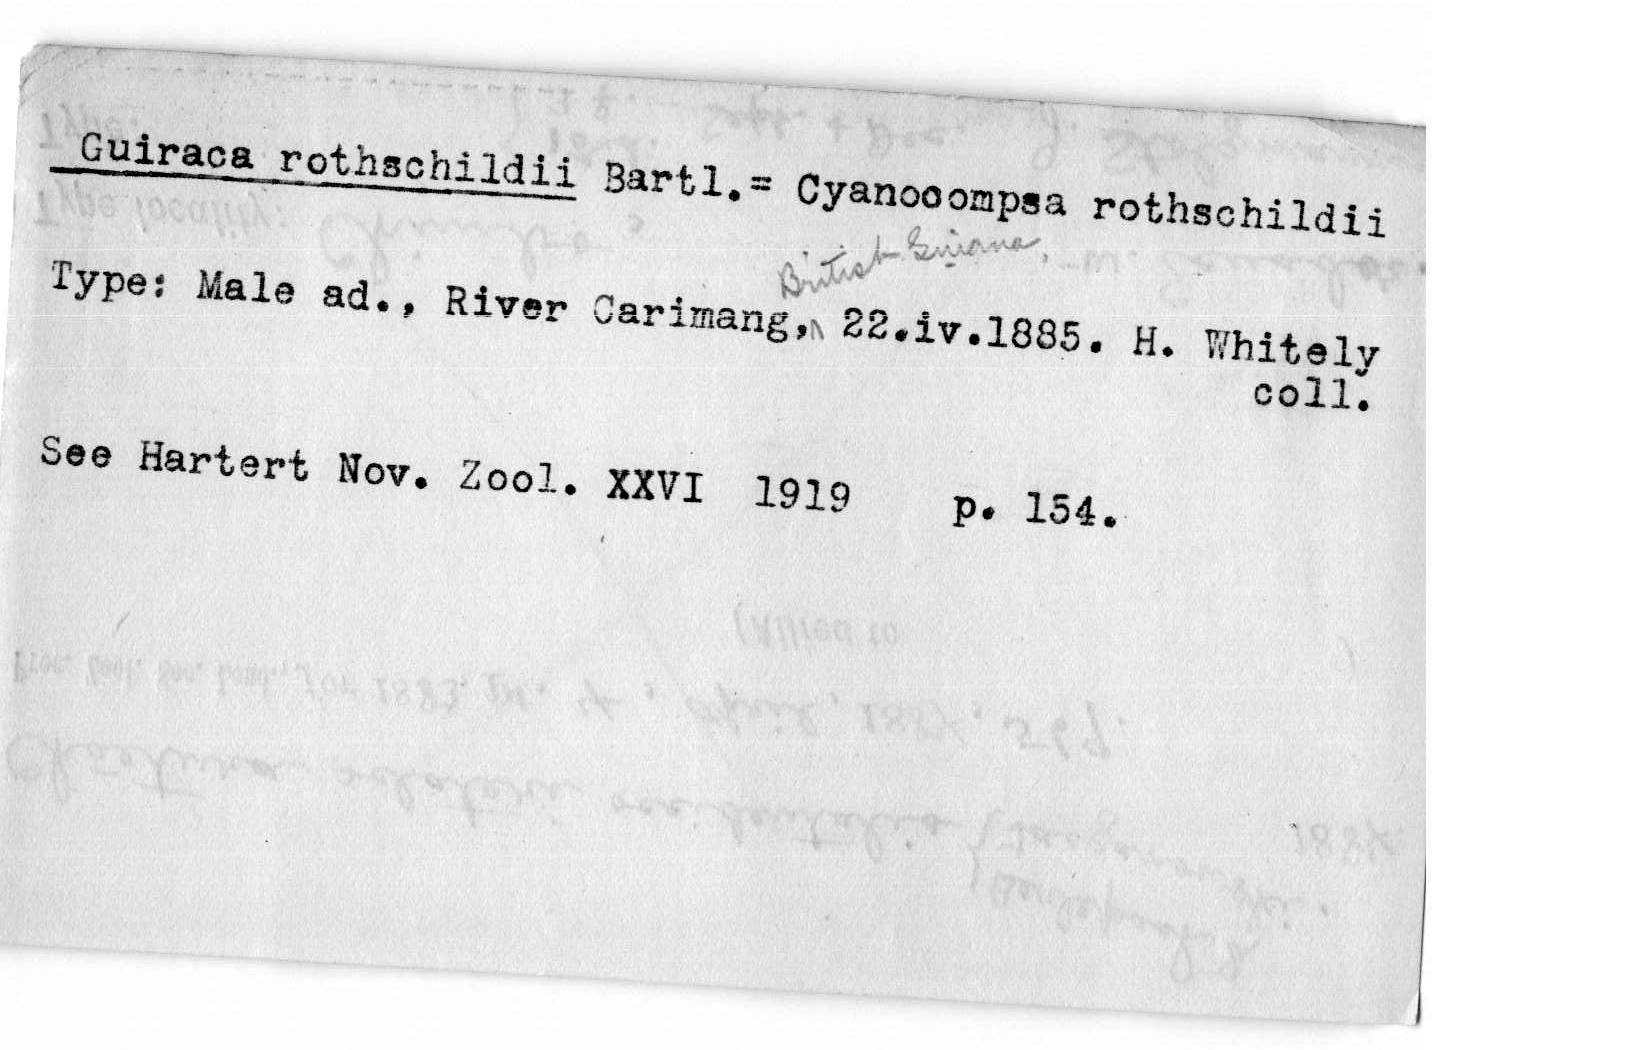 Guiraca rothschildii Bartl.= Cyanocompsa rothschildii
British Guiana,
Type: Male ad., River Carimang, 22.iv.1885. H. Whitely
coll.
See Hartert Nov. Zool. XXVI 1919 p. 154.